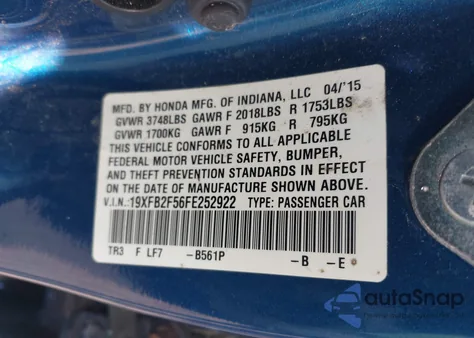 MFD. BY HONDA MFG. OF INDIANA, LLC 04/'15
GVWR 3748LBS GAWR F 2018LBS R 1753LBS
GVWR 1700KG GAWR F 915KG R 795KG
THIS VEHICLE CONFORMS TO ALL APPLICABLE
FEDERAL MOTOR VEHICLE SAFETY, BUMPER,
AND THEFT PREVENTION STANDARDS IN EFFECT
ON THE DATE OF MANUFACTURE SHOWN ABOVE.
V.I.N.:19XFB2F56FE252922 TYPE: PASSENGER CAR
TR3 F LF7 -B561P -B -E
autoSnap